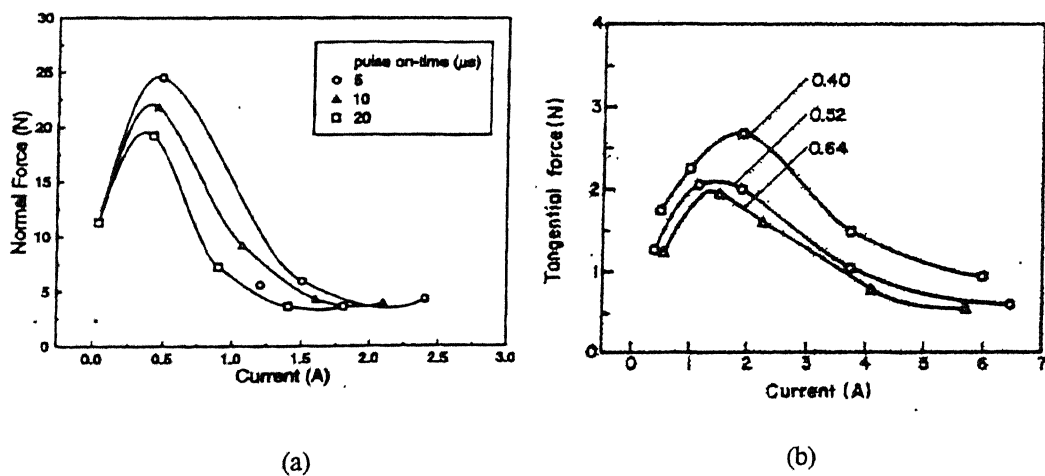 30
25
20
15
10
5
0
Normal Force (N)
0.0 0.5 1.0 1.5 2.0 2.5 3.0
Current (A)
pulse on-time (µs)
5
10
20
(a)
4
3
2
1
0
Tangential force (N)
0 1 2 3 4 5 6 7
Current (A)
0.40
0.52
0.64
(b)